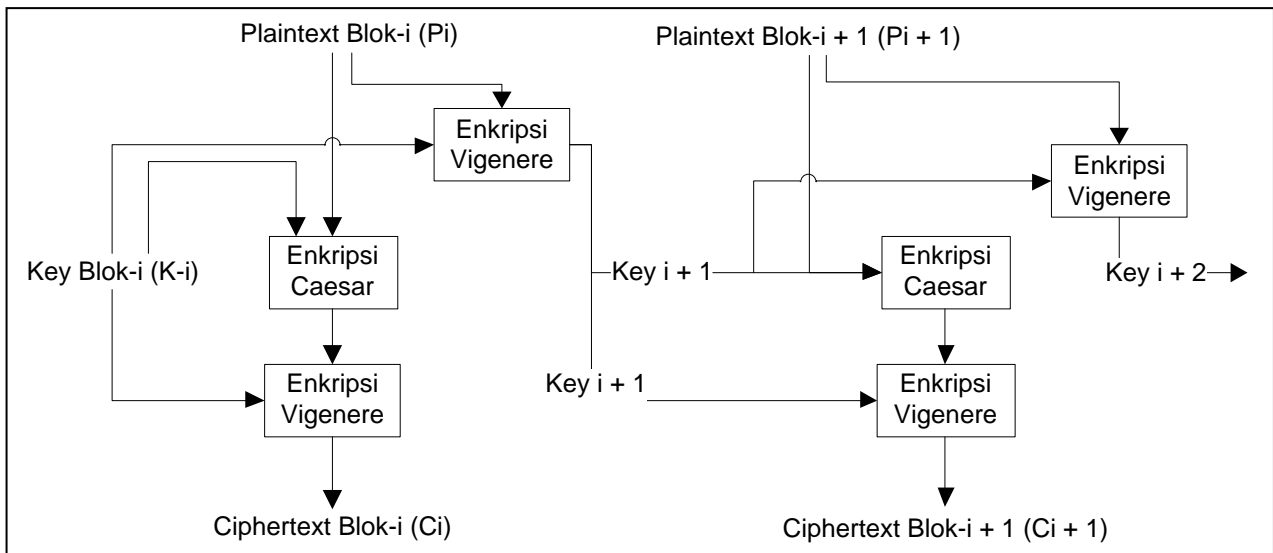 Plaintext Blok-i (Pi)
Plaintext Blok-i + 1 (Pi + 1)
Enkripsi
Vigenere
Enkripsi
Vigenere
Key Blok-i (K-i)
Enkripsi
Caesar
Key i + 1
Enkripsi
Caesar
Key i + 2
Enkripsi
Vigenere
Key i + 1
Enkripsi
Vigenere
Ciphertext Blok-i (Ci)
Ciphertext Blok-i + 1 (Ci + 1)